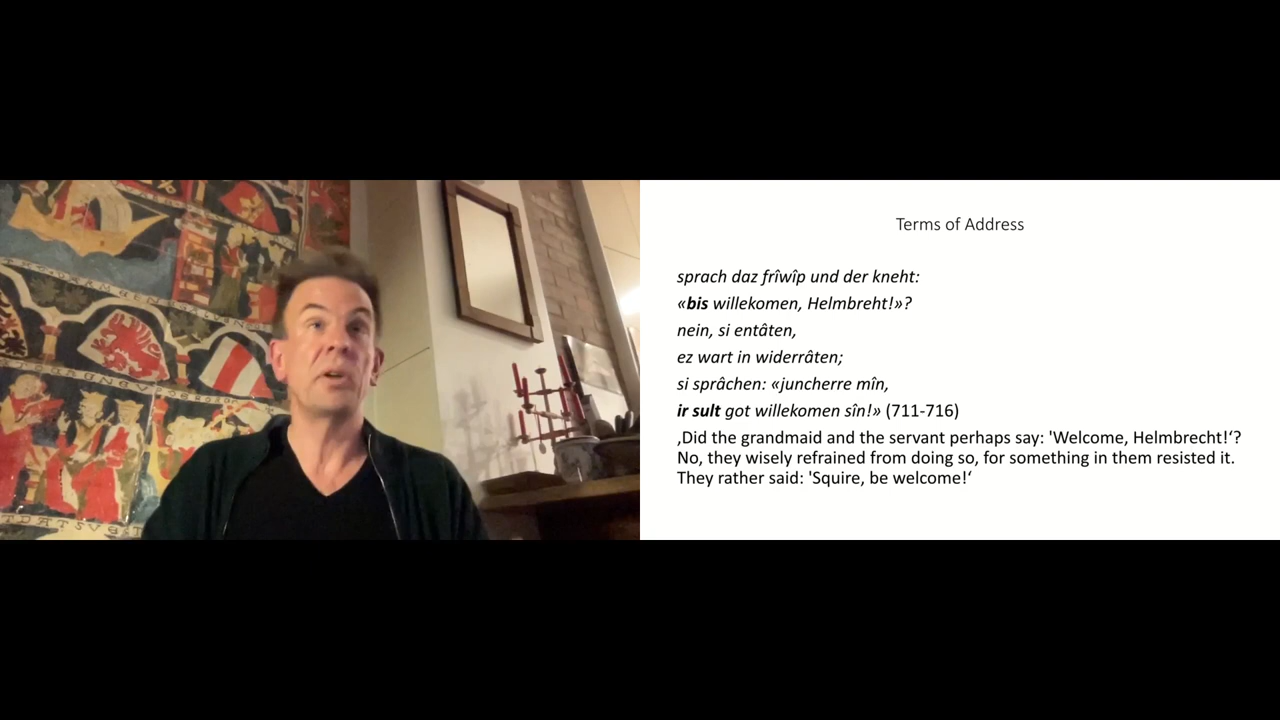 Terms of Address
sprach daz frîwîp und der kneht:
«bis willekomen, Helmbreht!»?
nein, si entâten,
ez wart in widerrâten;
si sprâchen: «juncherre mîn,
ir sult got willekomen sîn!» (711-716)
‚Did the grandmaid and the servant perhaps say: 'Welcome, Helmbrecht!‘?
No, they wisely refrained from doing so, for something in them resisted it.
They rather said: 'Squire, be welcome!‘